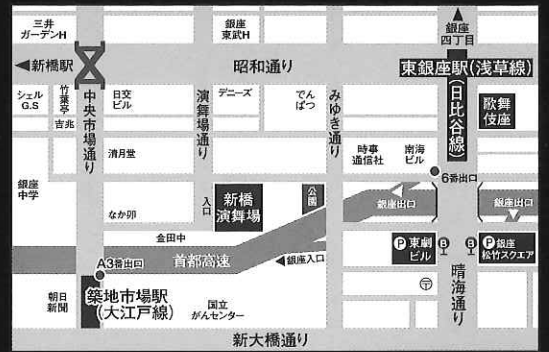 三井
ガーデンH
銀座
東武H
銀座
四丁目
新橋駅
昭和通り
東銀座駅(浅草線)
(日比谷線)
シェル
G.S
竹葉亭
吉兆
中央市場通り
日交
ビル
演舞場通り
デニーズ
でん
ぱつ
みゆき通り
歌舞
伎座
清月堂
時事
通信社
南海
ビル
6番出口
銀座
中学
なか卯
入口
新橋
演舞場
公園
銀座出口
銀座出口
金田中
A3番出口
首都高速
銀座入口
P 東劇
ビル
B
B
P 銀座
松竹スクエア
晴海通り
朝日
新聞
築地市場駅
(大江戸線)
国立
がんセンター
〒
新大橋通り